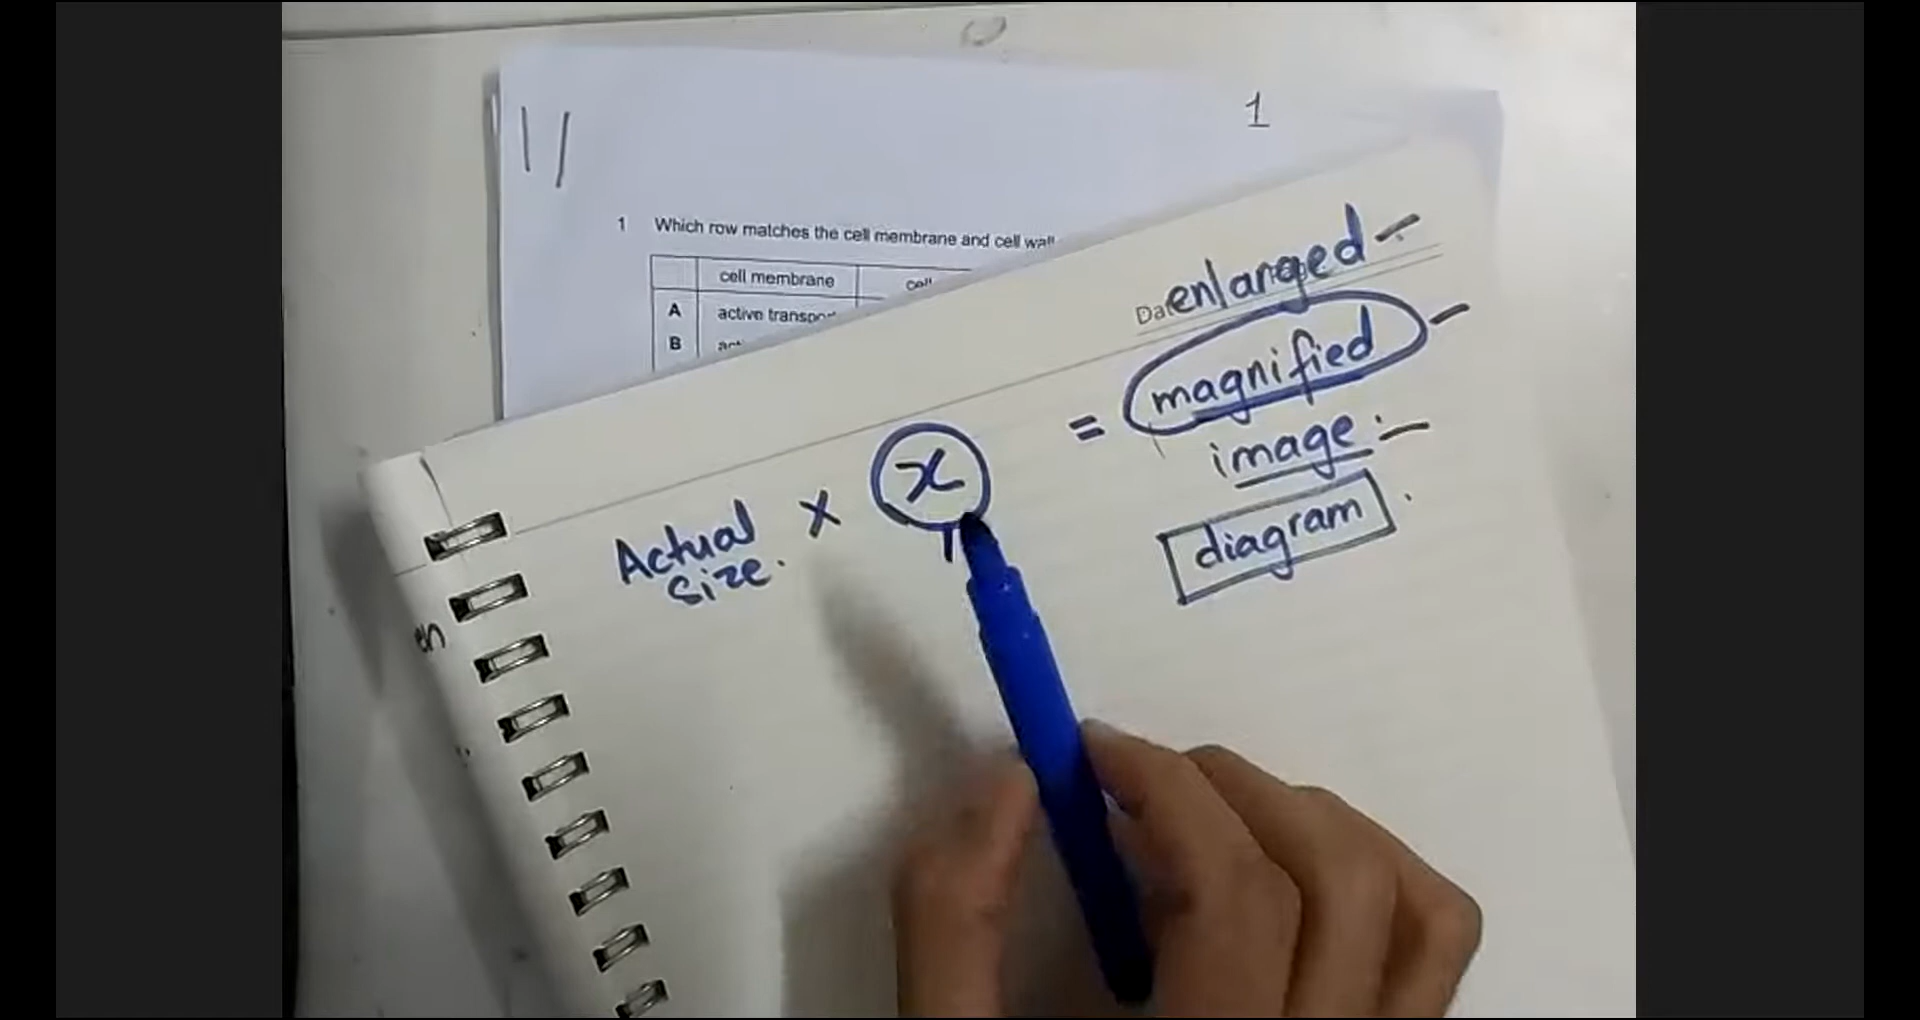 11
1
1 Which row matches the cell membrane and cell wall
cell membrane
A active transport
B
enlarged -
magnified -
= image. -
diagram.
Actual × x
size.